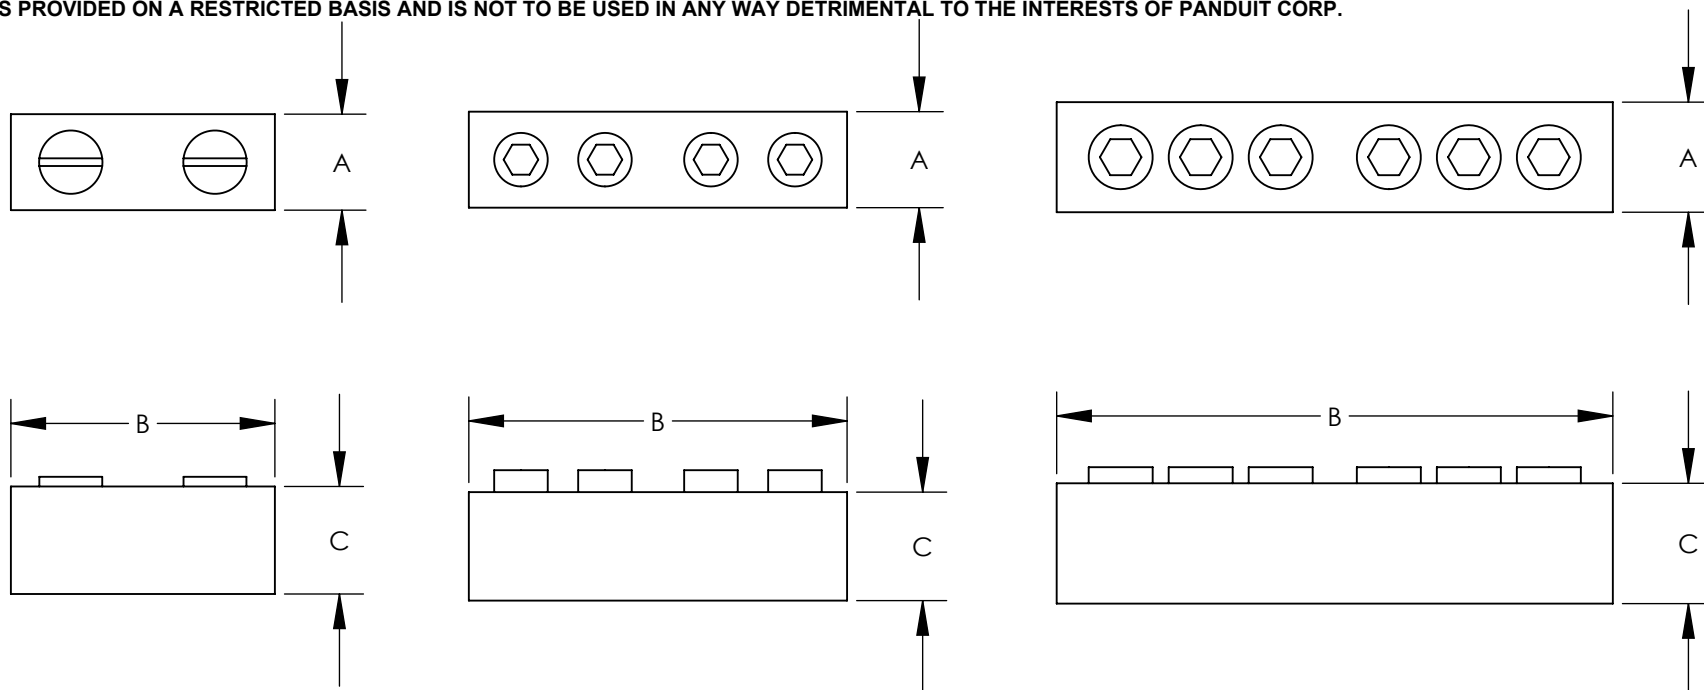 S PROVIDED ON A RESTRICTED BASIS AND IS NOT TO BE USED IN ANY WAY DETRIMENTAL TO THE INTERESTS OF PANDUIT CORP.
A
A
A
B
B
B
C
C
C